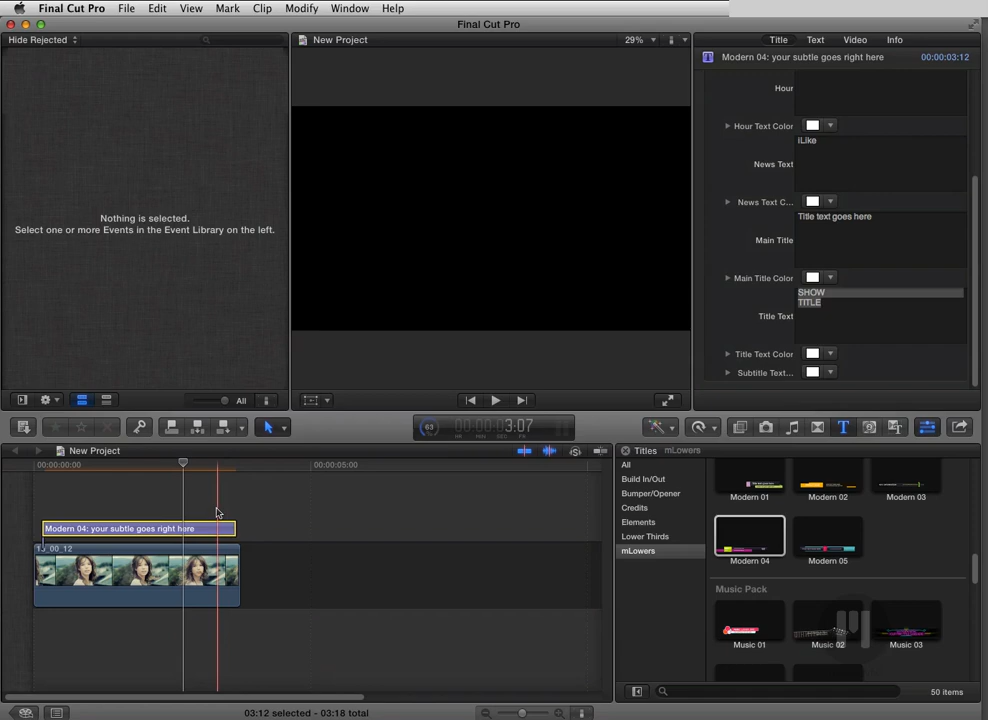 Final Cut Pro File Edit View Mark Clip Modify Window Help
Final Cut Pro
Hide Rejected
New Project
29%
Title Text Video Info
Modern 04: your subtle goes right here 00:00:03:12
Hour
Hour Text Color
iLike
News Text
News Text C...
Title text goes here
Main Title
Main Title Color
SHOW
TITLE
Title Text
Title Text Color
Subtitle Text...
Nothing is selected.
Select one or more Events in the Event Library on the left.
All
63
3:07
HR MIN SEC FR
New Project
00:00:00:00
00:00:05:00
Modern 04: your subtle goes right here
Titles mLowers
All
Build In/Out
Bumper/Opener
Credits
Elements
Lower Thirds
mLowers
Modern 01
Modern 02
Modern 03
Modern 04
Modern 05
Music Pack
Music 01
Music 02
Music 03
50 items
03:12 selected - 03:18 total